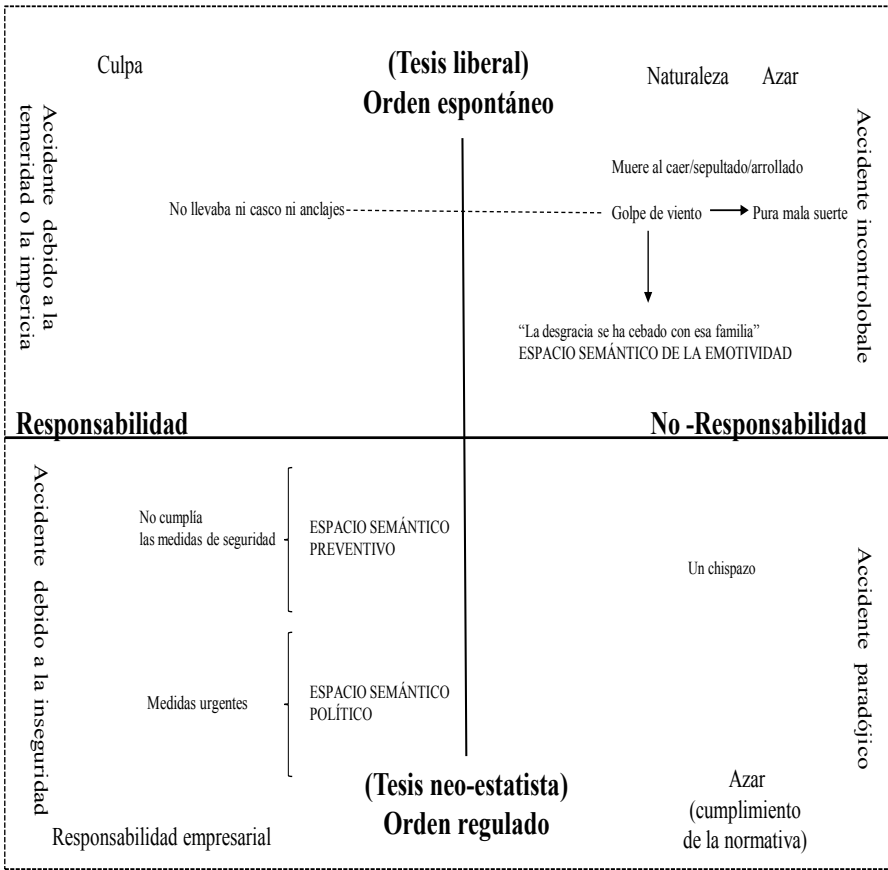 Culpa
(Tesis liberal)
Orden espontáneo
Naturaleza
Azar
Accidente debido a la
temeridad o la impericia
Muere al caer/sepultado/arrollado
No llevaba ni casco ni anclajes
Golpe de viento
Pura mala suerte
Accidente incontrolobale
“La desgracia se ha cebado con esa familia”
ESPACIO SEMÁNTICO DE LA EMOTIVIDAD
Responsabilidad
No -Responsabilidad
Accidente debido a la inseguridad
No cumplía
las medidas de seguridad
ESPACIO SEMÁNTICO
PREVENTIVO
Un chispazo
Accidente paradójico
Medidas urgentes
ESPACIO SEMÁNTICO
POLÍTICO
(Tesis neo-estatista)
Orden regulado
Azar
(cumplimiento
de la normativa)
Responsabilidad empresarial